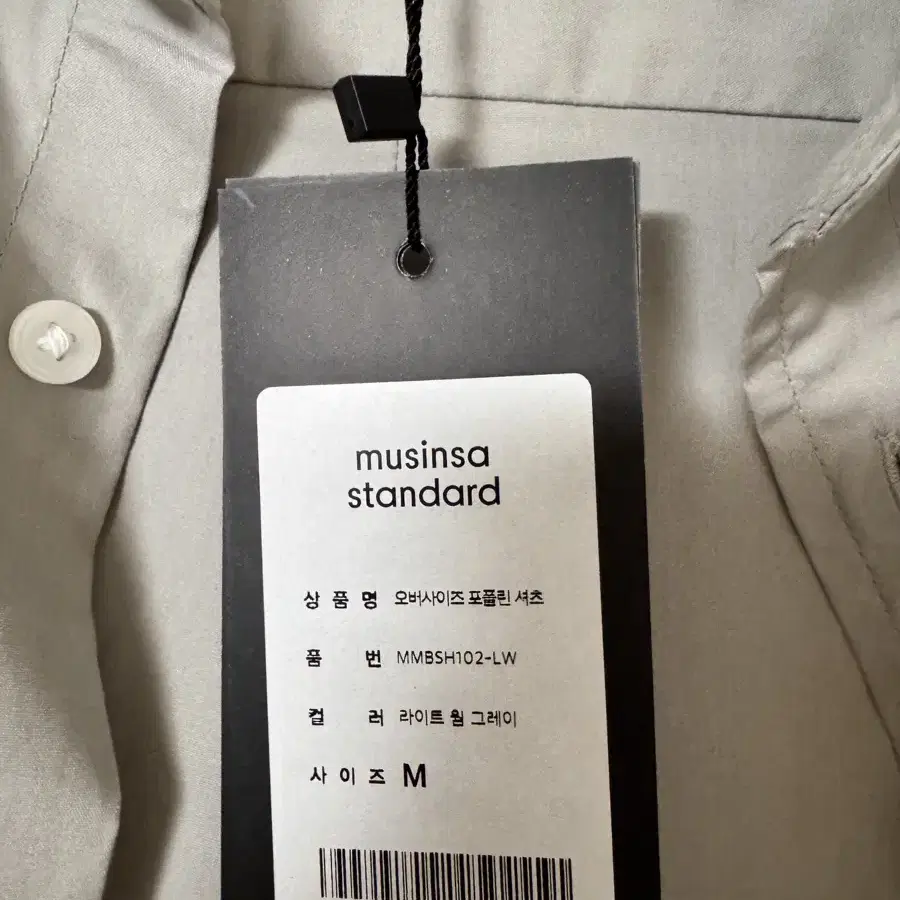 musinsa
standard
상품명 오버사이즈 포플린 셔츠
품번 MMBSH102-LW
컬러 라이트 웜 그레이
사이즈 M